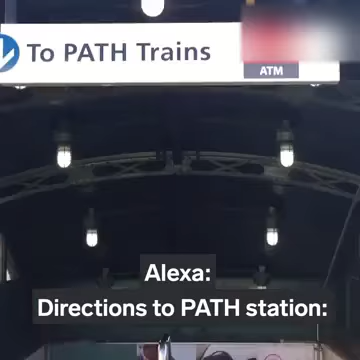 To PATH Trains
ATM
Alexa:
Directions to PATH station: